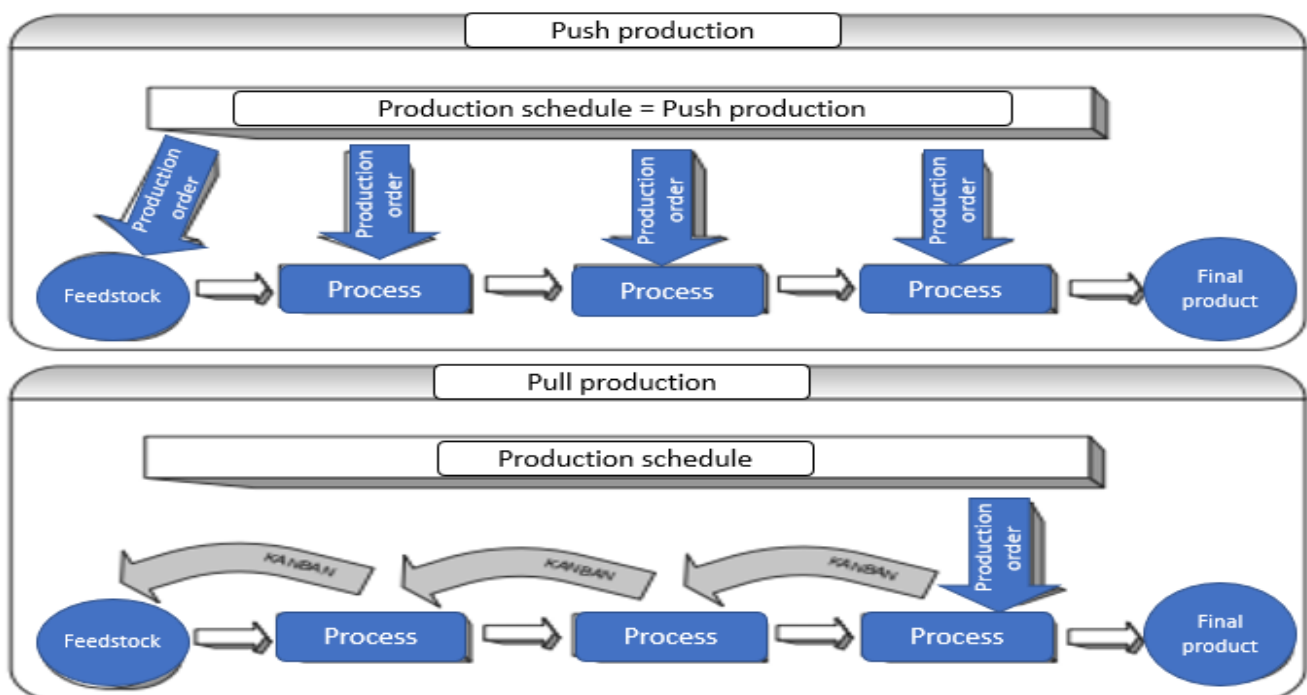 Push production
Production schedule = Push production
Production
order
Production
order
Production
order
Production
order
Feedstock
Process
Process
Process
Final
product
Pull production
Production schedule
Production
order
KANBAN
KANBAN
KANBAN
Feedstock
Process
Process
Process
Final
product